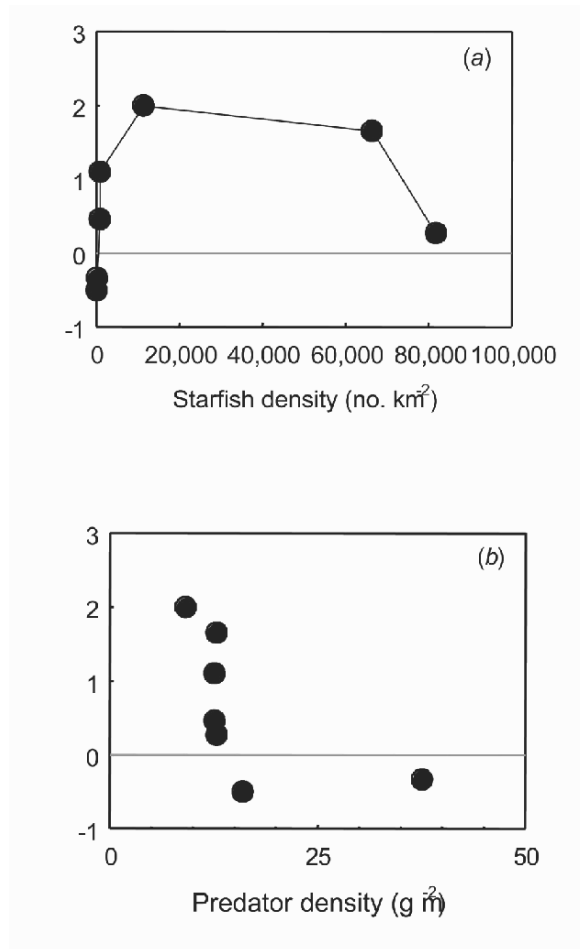 3
(a)
2
1
0
-1
0 20,000 40,000 60,000 80,000 100,000
Starfish density (no. km-2)
3
(b)
2
1
0
-1
0 25 50
Predator density (g m-2)